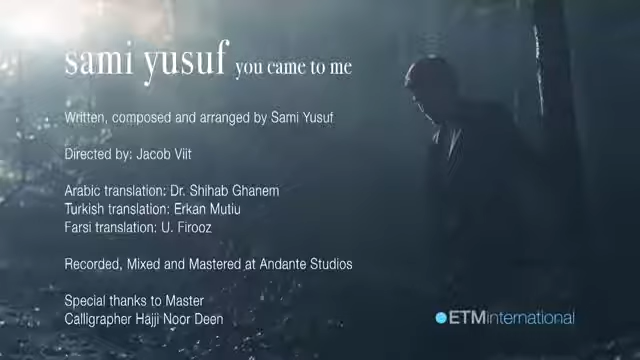 sami yusuf you came to me
Written, composed and arranged by Sami Yusuf
Directed by: Jacob Viit
Arabic translation: Dr. Shihab Ghanem
Turkish translation: Erkan Mutiu
Farsi translation: U. Firooz
Recorded, Mixed and Mastered at Andante Studios
Special thanks to Master
Calligrapher Hajji Noor Deen
ETMinternational